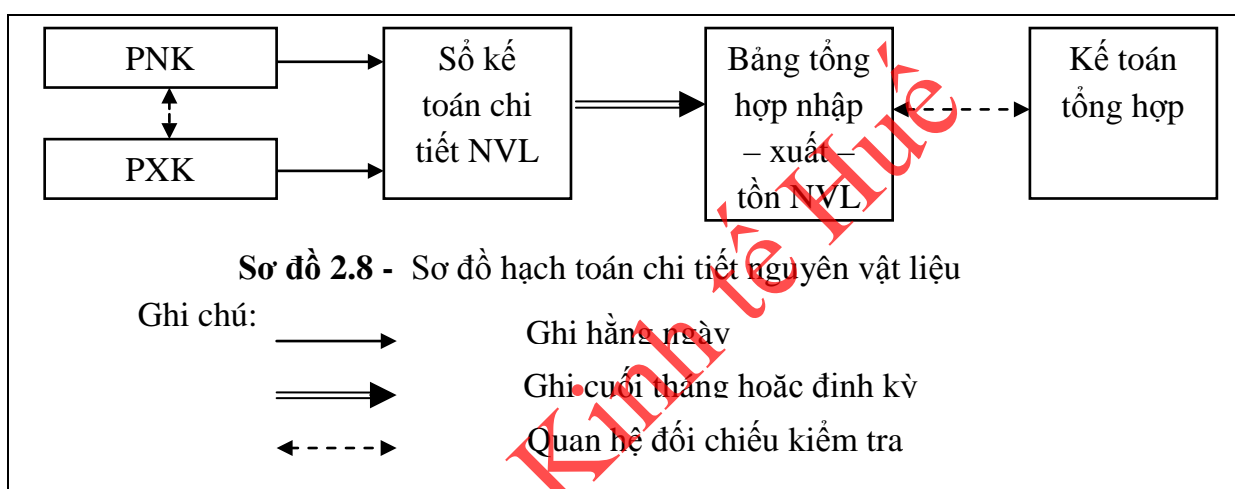 PNK
PXK
Sổ kế
toán chi
tiết NVL
Bảng tổng
hợp nhập
– xuất –
tồn NVL
Kế toán
tổng hợp
Sơ đồ 2.8 - Sơ đồ hạch toán chi tiết nguyên vật liệu
Ghi chú:
Ghi hằng ngày
Ghi cuối tháng hoặc định kỳ
Quan hệ đối chiếu kiểm tra
Kinh tế Huế